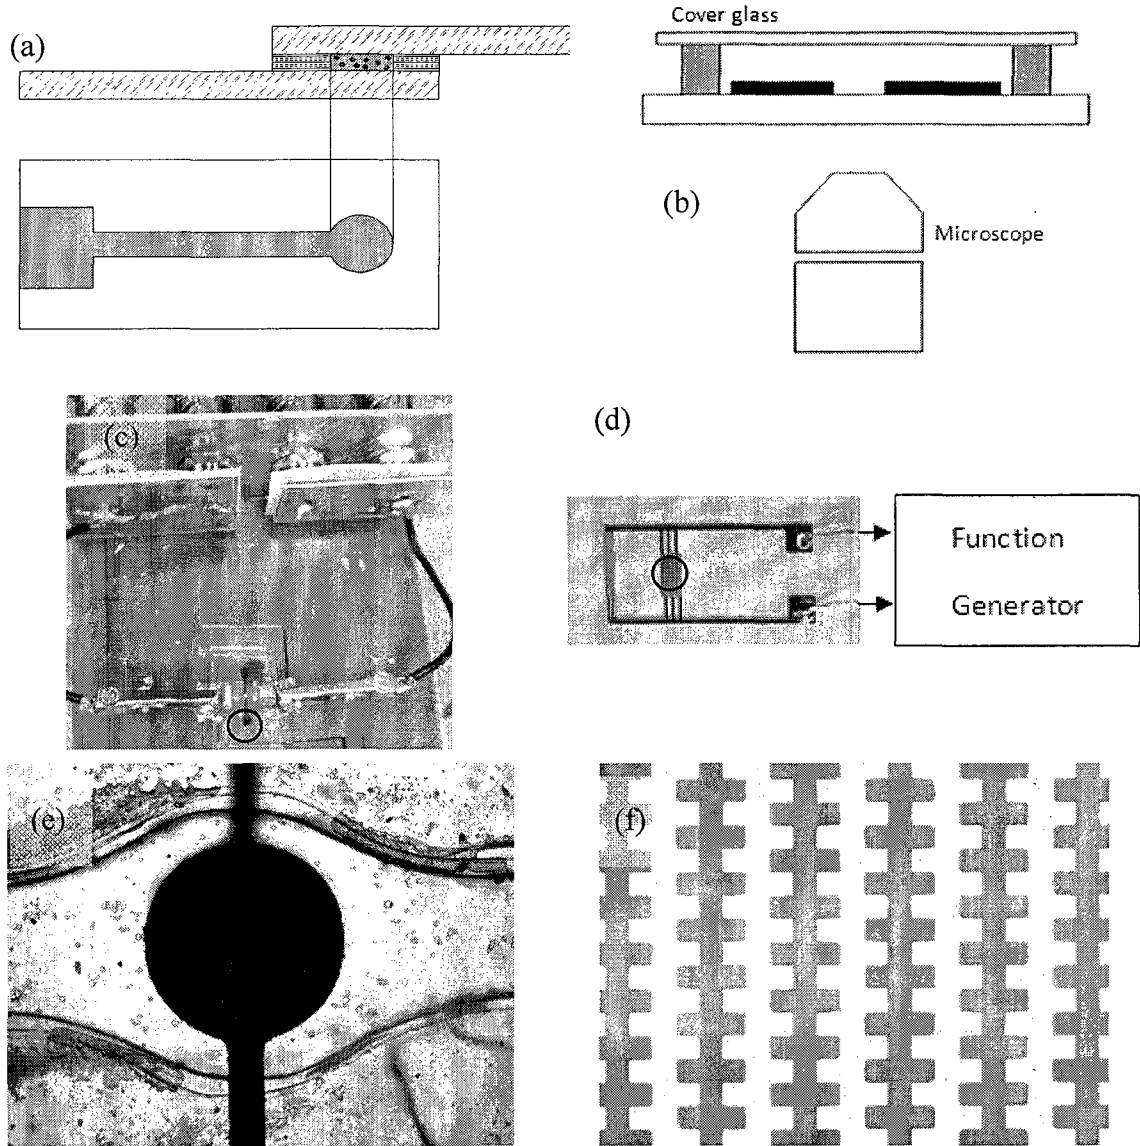 (a)
Cover glass
(b)
Microscope
(c)
(d)
Function
Generator
(e)
(f)